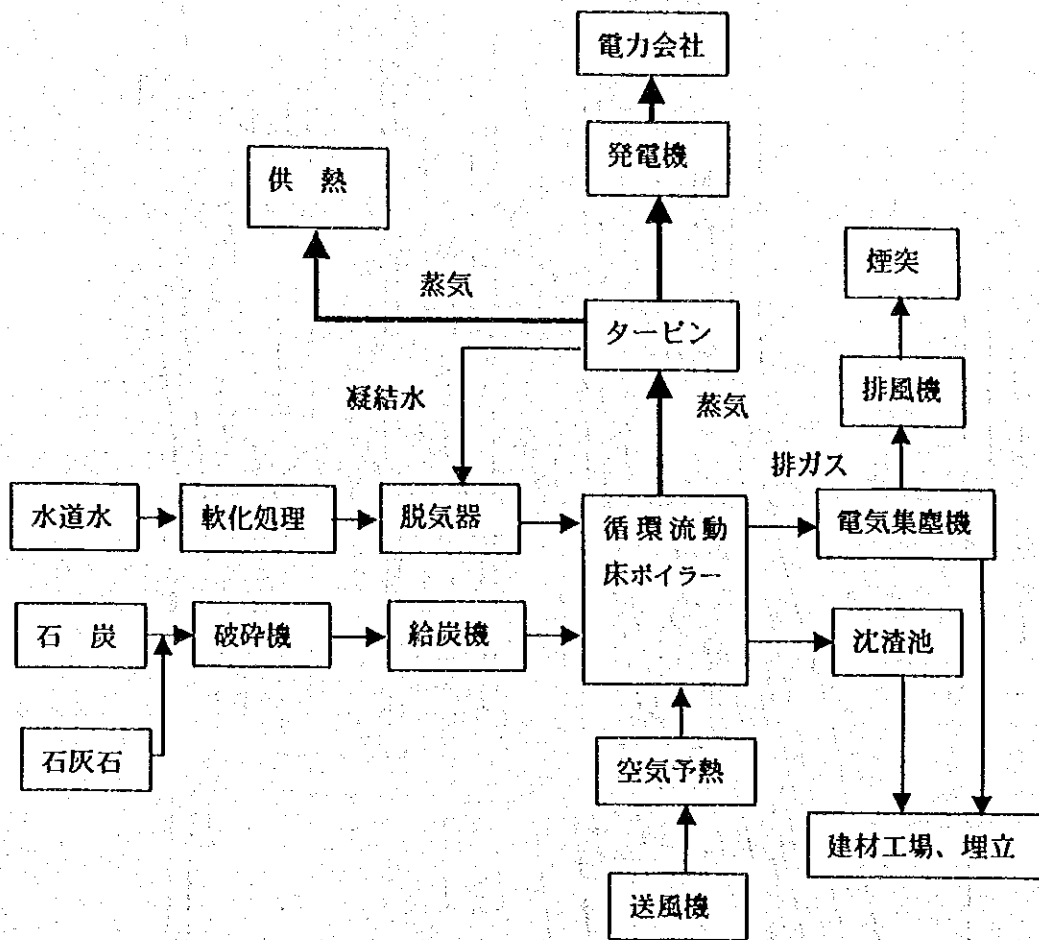 電力会社
発電機
供 熱
煙突
蒸気
タービン
排風機
凝結水
蒸気
排ガス
水道水
軟化処理
脱気器
循環流動
床ボイラー
電気集塵機
石 炭
破砕機
給炭機
沈渣池
石灰石
空気予熱
建材工場、埋立
送風機